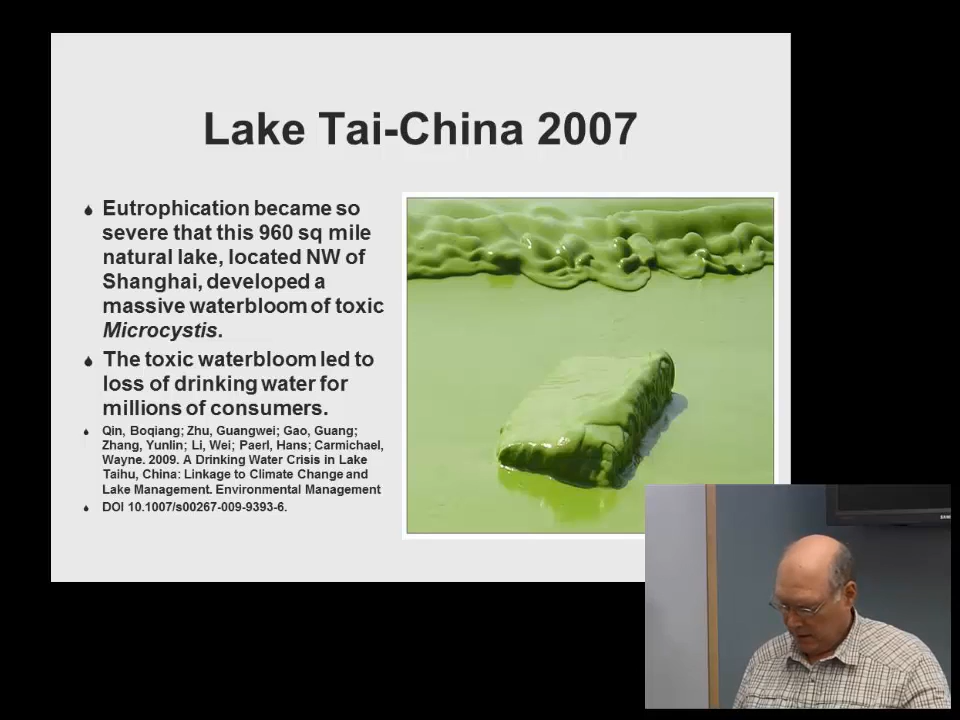 Lake Tai-China 2007
Eutrophication became so
severe that this 960 sq mile
natural lake, located NW of
Shanghai, developed a
massive waterbloom of toxic
Microcystis.
The toxic waterbloom led to
loss of drinking water for
millions of consumers.
Qin, Boqiang; Zhu, Guangwei; Gao, Guang;
Zhang, Yunlin; Li, Wei; Paerl, Hans; Carmichael,
Wayne. 2009. A Drinking Water Crisis in Lake
Taihu, China: Linkage to Climate Change and
Lake Management. Environmental Management
DOI 10.1007/s00267-009-9393-6.